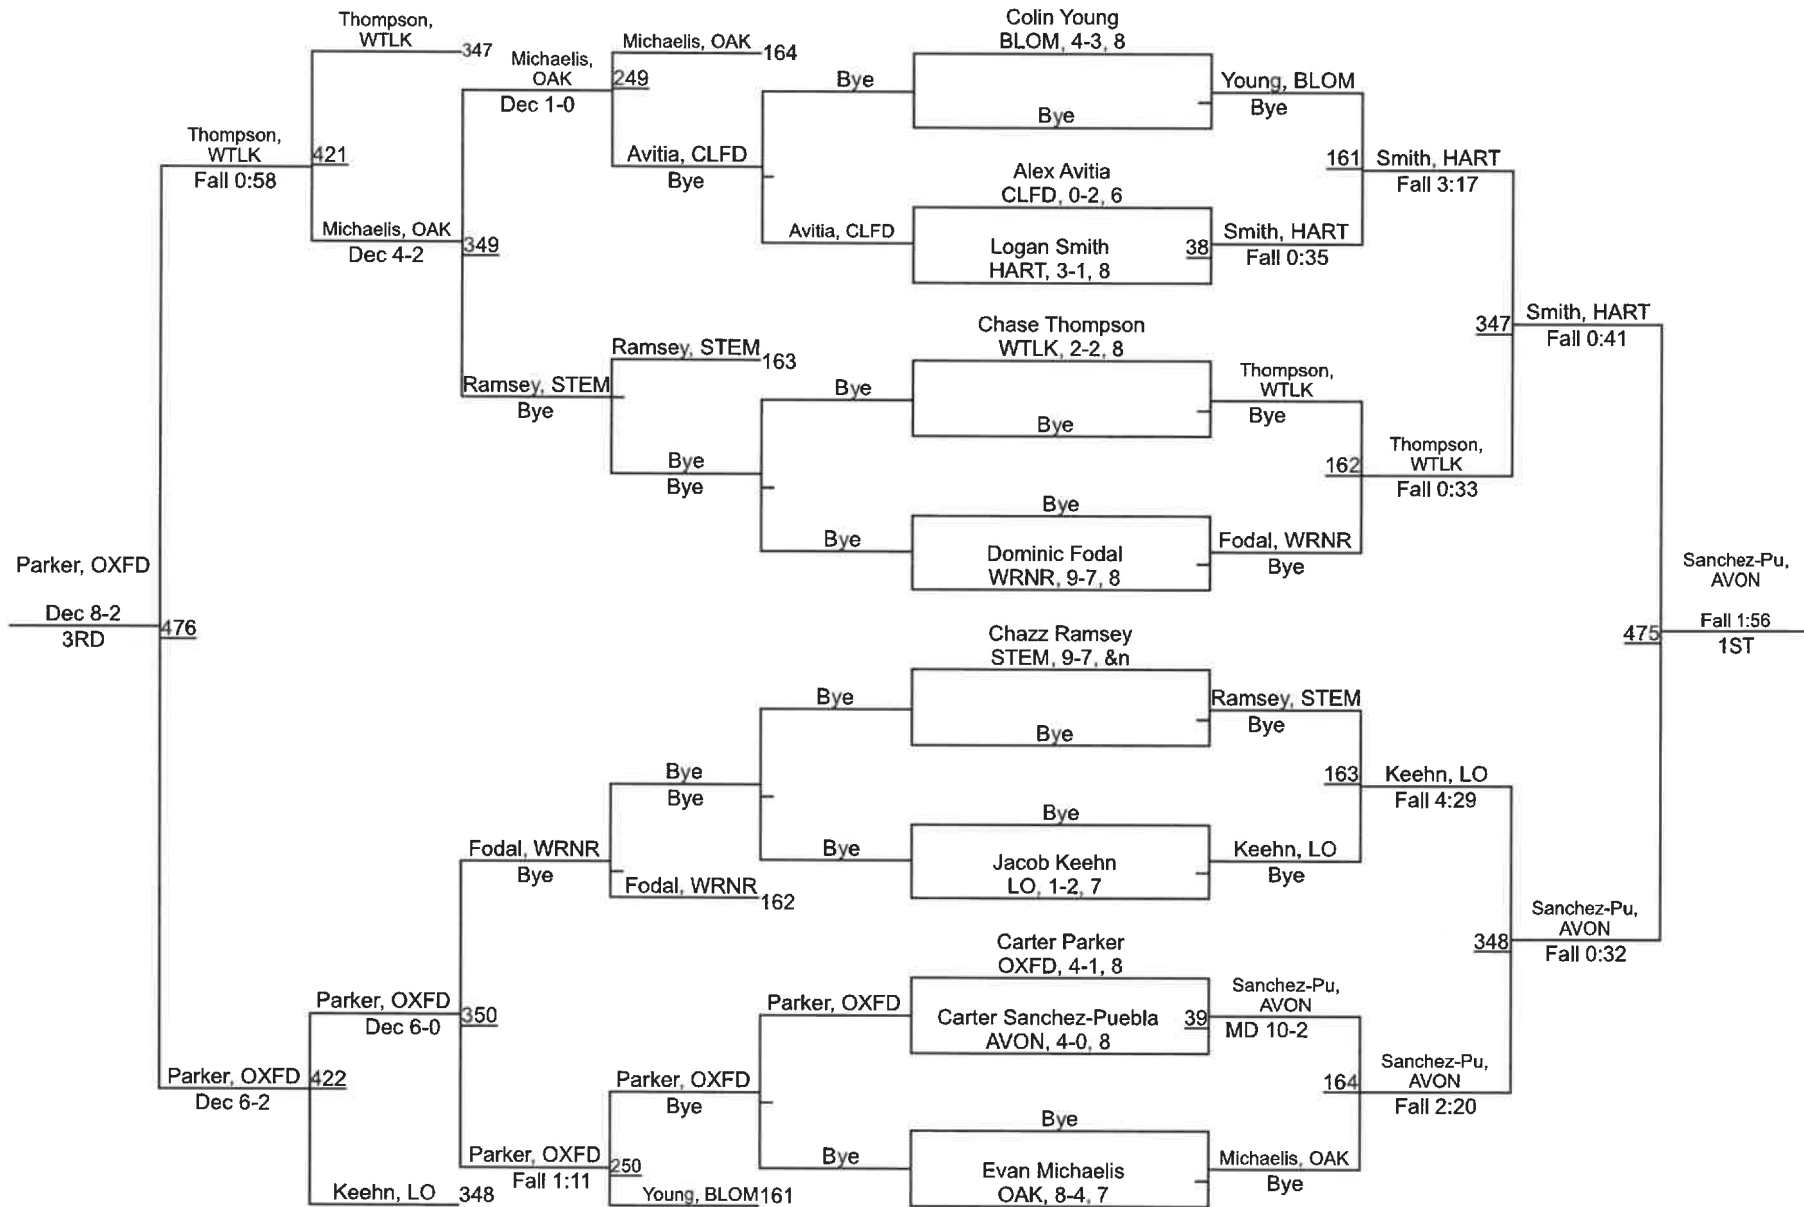 Thompson,
WTLK
347
Michaelis,
OAK
Dec 1-0
Michaelis, OAK
164
249
Avitia, CLFD
Bye
Thompson,
WTLK
Fall 0:58
421
Michaelis, OAK
Dec 4-2
349
Ramsey, STEM
163
Ramsey, STEM
Bye
Bye
Bye
Parker, OXFD
Dec 8-2
3RD
476
Bye
Bye
Fodal, WRNR
Bye
Fodal, WRNR
162
Parker, OXFD
Dec 6-0
350
Parker, OXFD
Dec 6-2
422
Parker, OXFD
Bye
Parker, OXFD
Fall 1:11
250
Keehn, LO
348
Young, BLOM
161
Bye
Avitia, CLFD
Bye
Bye
Bye
Bye
Parker, OXFD
Bye
Colin Young
BLOM, 4-3, 8
Bye
Alex Avitia
CLFD, 0-2, 6
Logan Smith
HART, 3-1, 8
38
Chase Thompson
WTLK, 2-2, 8
Bye
Bye
Dominic Fodal
WRNR, 9-7, 8
Chazz Ramsey
STEM, 9-7, &n
Bye
Bye
Jacob Keehn
LO, 1-2, 7
Carter Parker
OXFD, 4-1, 8
Carter Sanchez-Puebla
AVON, 4-0, 8
39
Bye
Evan Michaelis
OAK, 8-4, 7
Young, BLOM
Bye
161
Smith, HART
Fall 0:35
Thompson,
WTLK
Bye
162
Fodal, WRNR
Bye
Ramsey, STEM
Bye
163
Keehn, LO
Bye
Sanchez-Pu,
AVON
MD 10-2
164
Michaelis, OAK
Bye
Smith, HART
Fall 3:17
347
Thompson,
WTLK
Fall 0:33
Keehn, LO
Fall 4:29
348
Sanchez-Pu,
AVON
Fall 2:20
Smith, HART
Fall 0:41
475
Sanchez-Pu,
AVON
Fall 0:32
Sanchez-Pu,
AVON
Fall 1:56
1ST